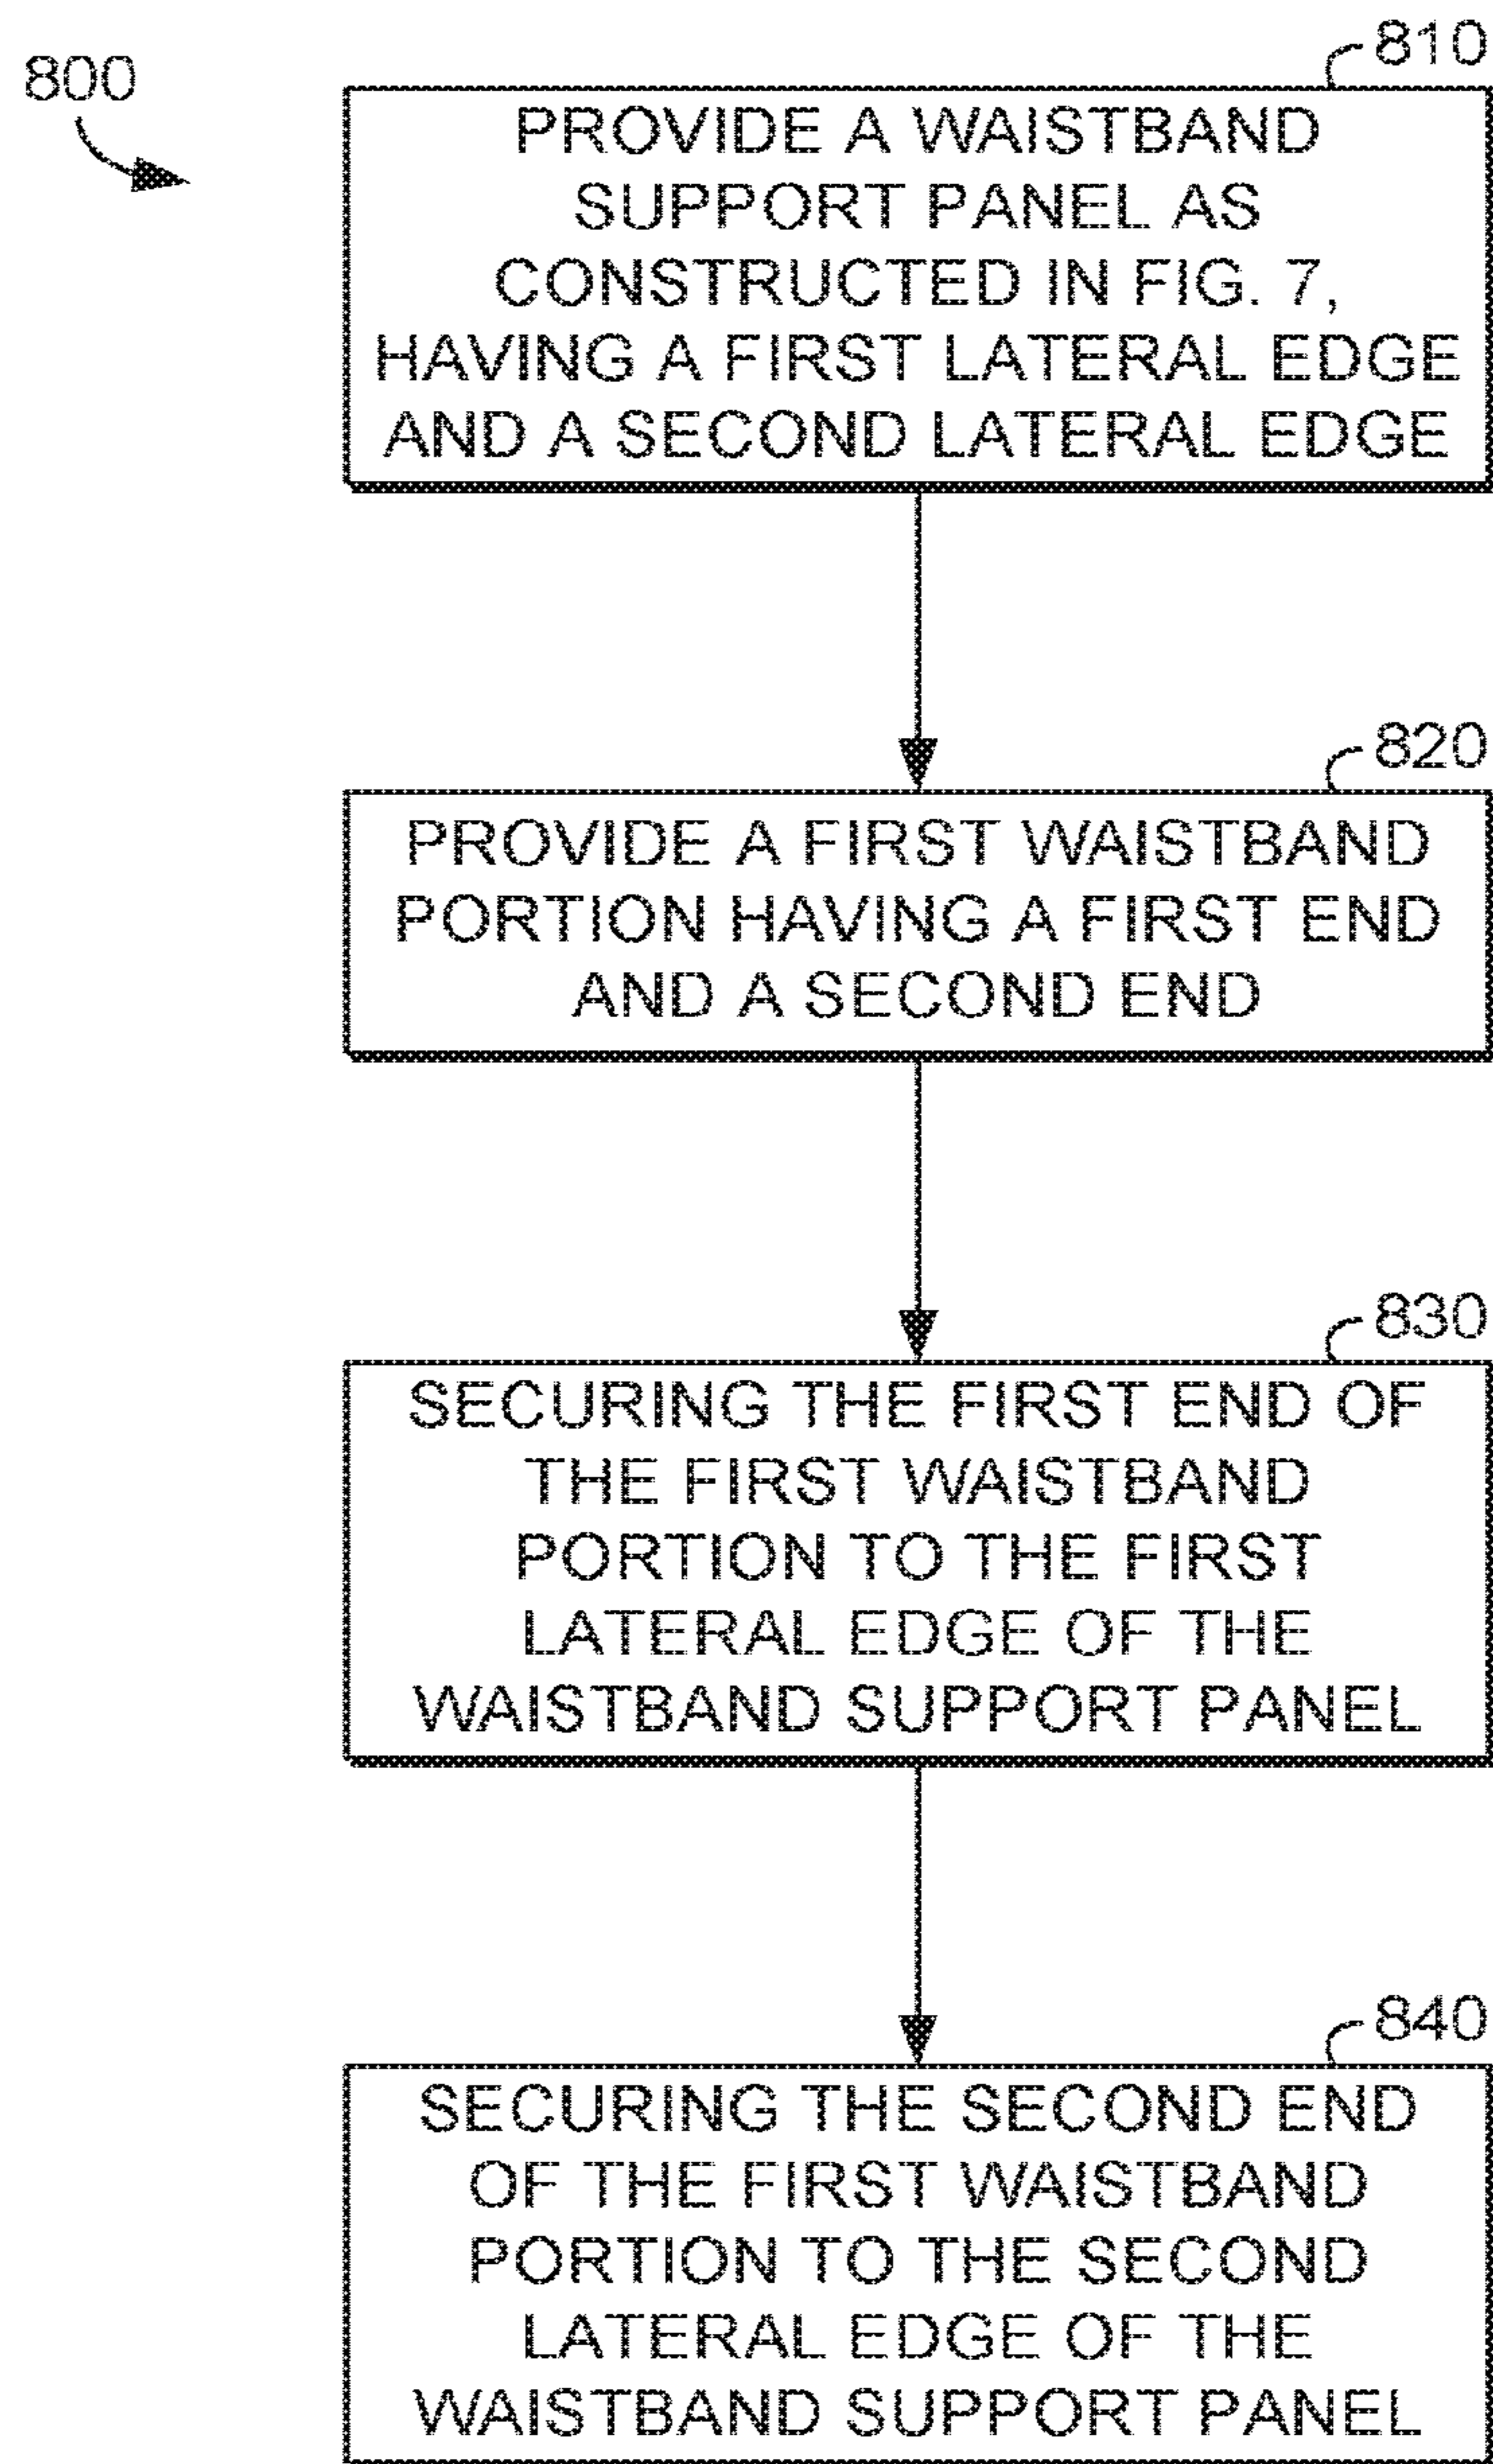 800
810
PROVIDE A WAISTBAND
SUPPORT PANEL AS
CONSTRUCTED IN FIG. 7,
HAVING A FIRST LATERAL EDGE
AND A SECOND LATERAL EDGE
820
PROVIDE A FIRST WAISTBAND
PORTION HAVING A FIRST END
AND A SECOND END
830
SECURING THE FIRST END OF
THE FIRST WAISTBAND
PORTION TO THE FIRST
LATERAL EDGE OF THE
WAISTBAND SUPPORT PANEL
840
SECURING THE SECOND END
OF THE FIRST WAISTBAND
PORTION TO THE SECOND
LATERAL EDGE OF THE
WAISTBAND SUPPORT PANEL